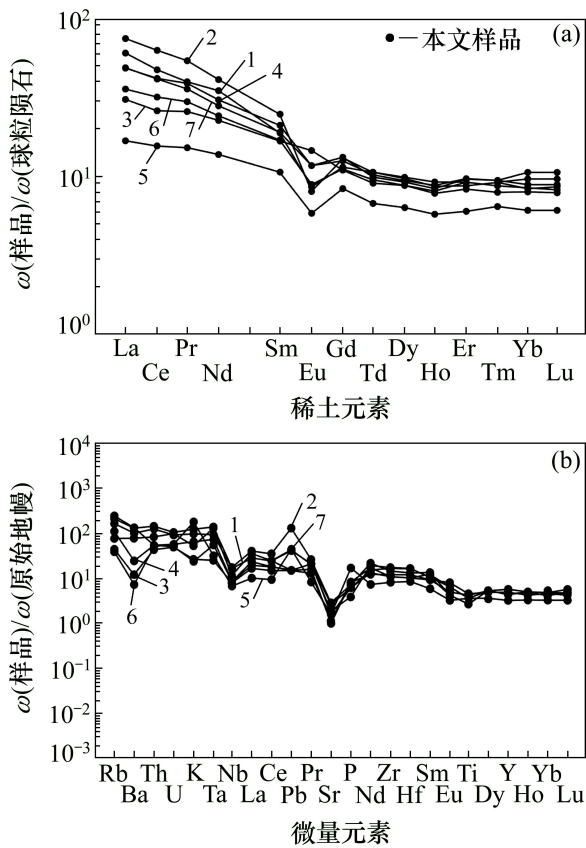 10²
(a)
本文样品
2
1
4
3
6
7
5
10¹
10⁰
ω(样品)/ω(球粒陨石)
La Pr Sm Gd Dy Er Yb
Ce Nd Eu Td Ho Tm Lu
稀土元素
10⁴
(b)
10³
2
7
1
10²
4
3
5
6
10¹
10⁰
10⁻¹
10⁻²
10⁻³
ω(样品)/ω(原始地幔)
Rb Th K Nb Ce Pr P Zr Sm Ti Y Yb
Ba U Ta La Pb Sr Nd Hf Eu Dy Ho Lu
微量元素